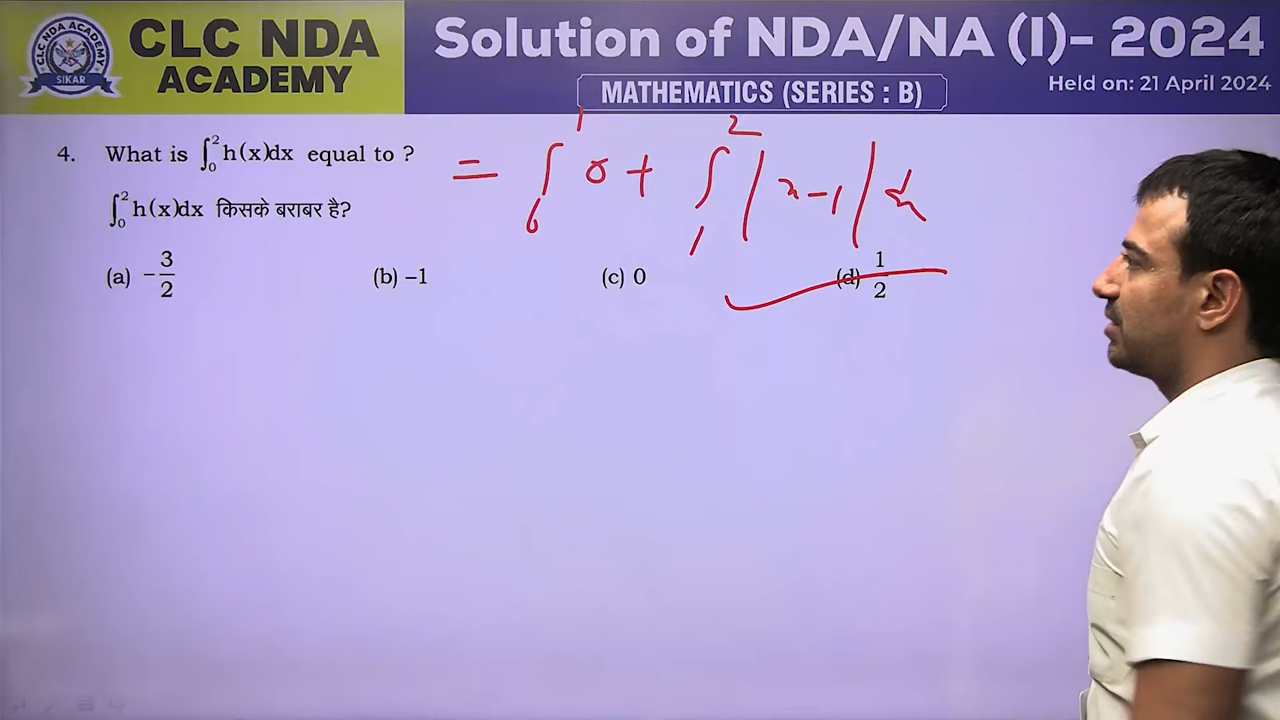 CLC NDA ACADEMY
SIKAR
CLC NDA
ACADEMY
Solution of NDA/NA (I)- 2024
MATHEMATICS (SERIES : B)
Held on: 21 April 2024
4. What is ∫₀² h(x)dx equal to ?
= ∫₀¹ 0 + ∫₁² |x-1| dx
∫₀² h(x)dx किसके बराबर है?
(a) -3/2 (b) –1 (c) 0 (d) 1/2